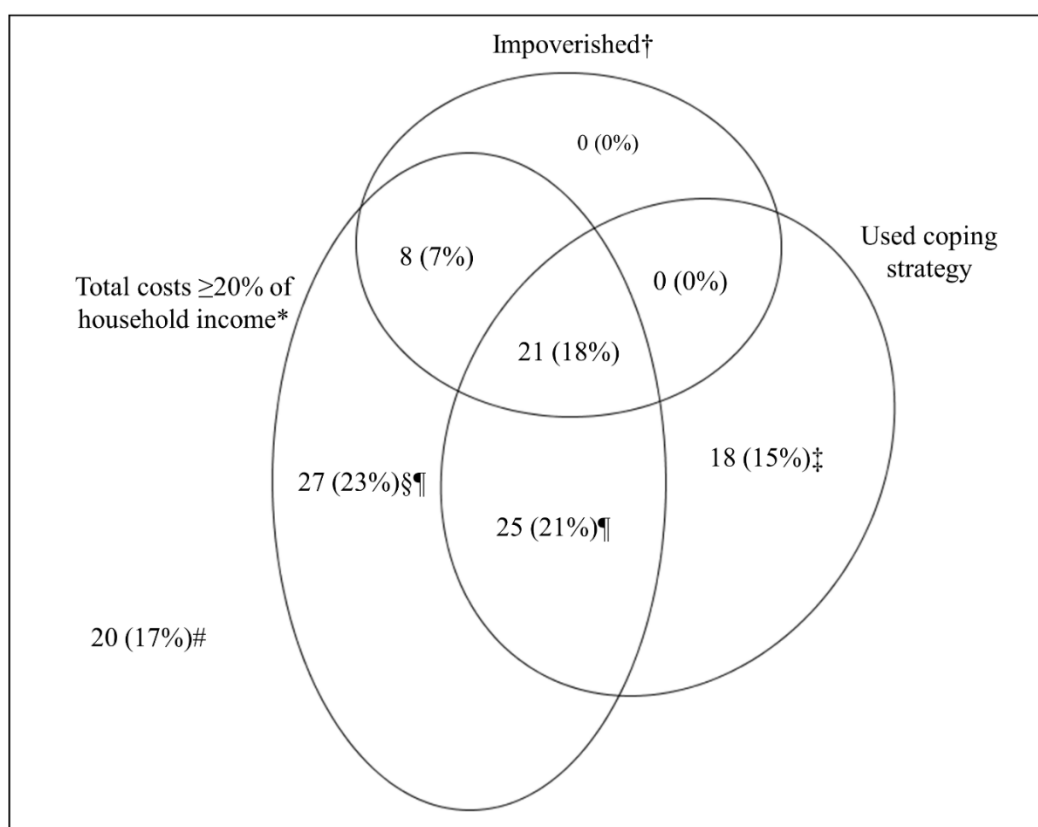 Impoverished†
0 (0%)
Used coping
strategy
8 (7%)
0 (0%)
Total costs ≥20% of
household income*
21 (18%)
18 (15%)‡
27 (23%)§¶
25 (21%)¶
20 (17%)#